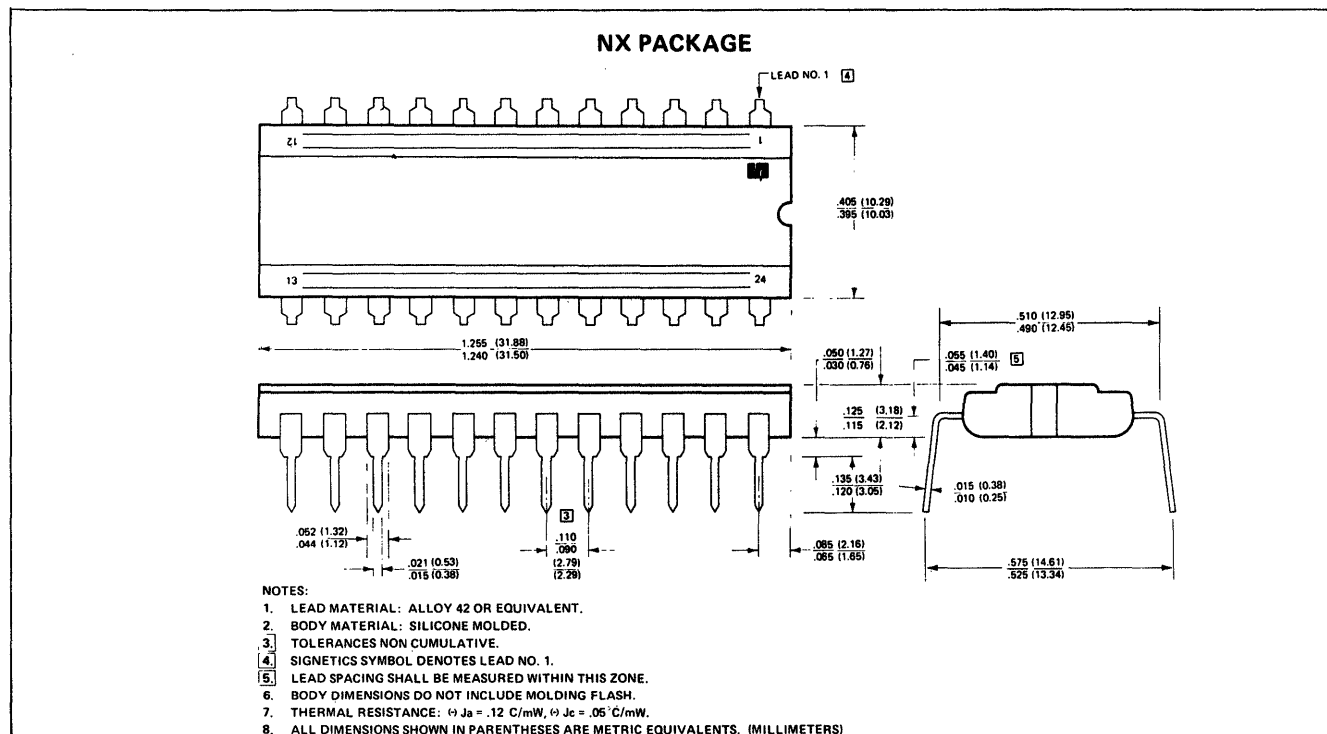 NX PACKAGE
LEAD NO. 1 4
12
1
.405 (10.29)
.395 (10.03)
13
24
1.255 (31.88)
1.240 (31.50)
.510 (12.95)
.490 (12.45)
.050 (1.27)
.030 (0.76)
.055 (1.40) 5
.045 (1.14)
.125 (3.18)
.115 (2.12)
.135 (3.43)
.120 (3.05)
.015 (0.38)
.010 (0.25)
.052 (1.32)
.044 (1.12)
3
.110
.090
(2.79)
(2.29)
.021 (0.53)
.015 (0.38)
.085 (2.16)
.065 (1.65)
.575 (14.61)
.525 (13.34)
NOTES:
1. LEAD MATERIAL: ALLOY 42 OR EQUIVALENT.
2. BODY MATERIAL: SILICONE MOLDED.
3. TOLERANCES NON CUMULATIVE.
4. SIGNETICS SYMBOL DENOTES LEAD NO. 1.
5. LEAD SPACING SHALL BE MEASURED WITHIN THIS ZONE.
6. BODY DIMENSIONS DO NOT INCLUDE MOLDING FLASH.
7. THERMAL RESISTANCE: Θ Ja = .12 C/mW, Θ Jc = .05°C/mW.
8. ALL DIMENSIONS SHOWN IN PARENTHESES ARE METRIC EQUIVALENTS. (MILLIMETERS)